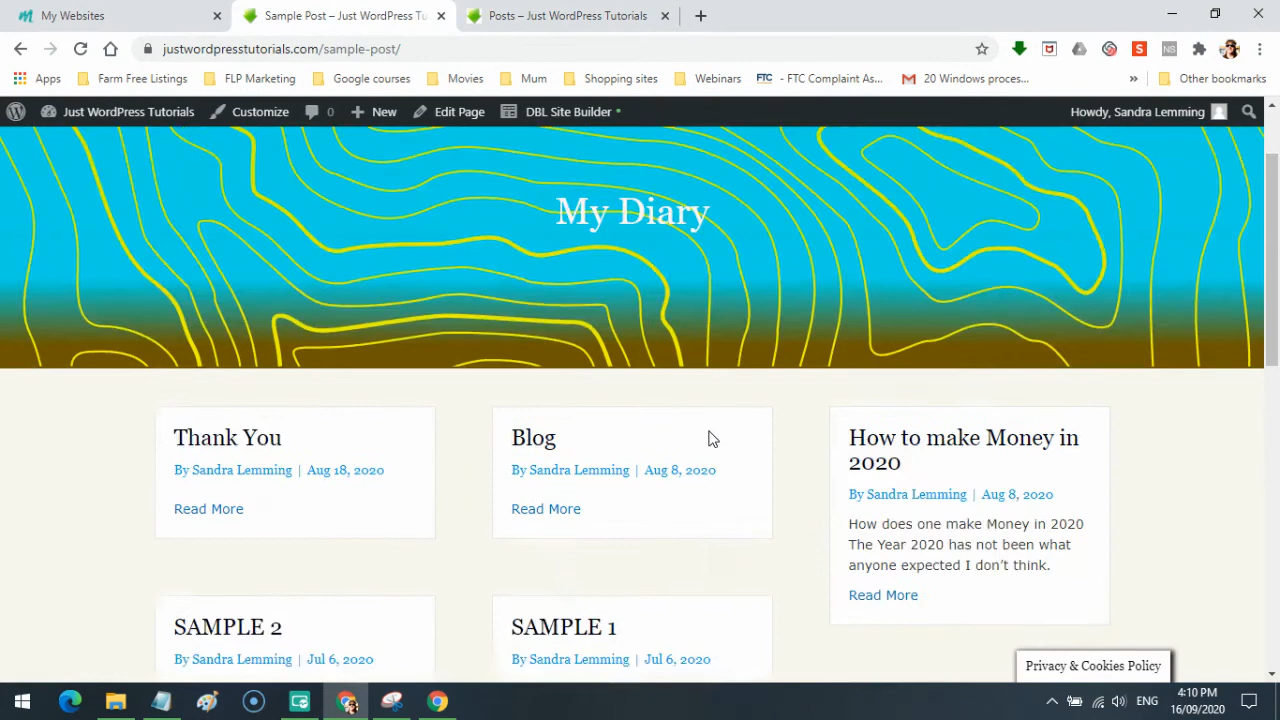 My Websites
Sample Post – Just WordPress Tu
Posts – Just WordPress Tutorials
justwordpresstutorials.com/sample-post/
Apps
Farm Free Listings
FLP Marketing
Google courses
Movies
Mum
Shopping sites
Webinars
FTC - FTC Complaint As...
20 Windows proces...
Other bookmarks
Just WordPress Tutorials
Customize
0
New
Edit Page
DBL Site Builder *
Howdy, Sandra Lemming
My Diary
Thank You
By Sandra Lemming | Aug 18, 2020
Read More
Blog
By Sandra Lemming | Aug 8, 2020
Read More
How to make Money in
2020
By Sandra Lemming | Aug 8, 2020
How does one make Money in 2020
The Year 2020 has not been what
anyone expected I don’t think.
Read More
SAMPLE 2
By Sandra Lemming | Jul 6, 2020
SAMPLE 1
By Sandra Lemming | Jul 6, 2020
Privacy & Cookies Policy
ENG
4:10 PM
16/09/2020